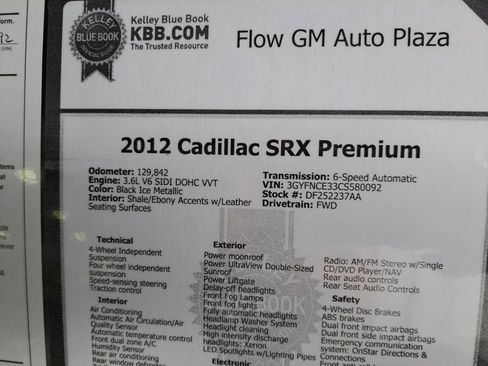 Kelley Blue Book
KBB.COM
The Trusted Resource
KELLEY
BLUE BOOK
Flow GM Auto Plaza
2012 Cadillac SRX Premium
Odometer: 129,842
Engine: 3.6L V6 SIDI DOHC VVT
Color: Black Ice Metallic
Interior: Shale/Ebony Accents w/Leather
Seating Surfaces
Transmission: 6-Speed Automatic
VIN: 3GYFNCE33CS580092
Stock #: DF252237AA
Drivetrain: FWD
Technical
4-Wheel Independent
Suspension
Four wheel independent
suspension
Speed-sensing steering
Traction control
Interior
Air Conditioning
Automatic Air Circulation/Air
Quality Sensor
Automatic temperature control
Front dual zone A/C
Humidity Sensor
Rear air conditioning
Rear window defroster
Exterior
Power moonroof
Power UltraView Double-Sized
Sunroof
Power Liftgate
Delay-off headlights
Front Fog Lamps
Front fog lights
Fully automatic headlights
Headlamp Washer System
Headlight cleaning
High intensity discharge
headlights: Xenon
LED Spotlights w/Lighting Pipes
Electronic
Radio: AM/FM Stereo w/Single
CD/DVD Player/NAV
Rear audio controls
Rear Seat Audio Controls
Safety
4-Wheel Disc Brakes
ABS brakes
Dual front impact airbags
Dual front side impact airbags
Emergency communication
system: OnStar Directions &
Connections